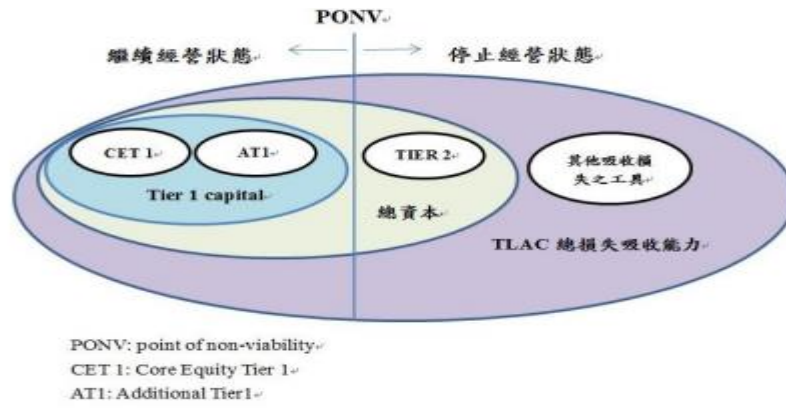 PONV
繼續經營狀態
停止經營狀態
CET 1
AT1
TIER 2
其他吸收損
失之工具
Tier 1 capital
總資本
TLAC 總損失吸收能力
PONV: point of non-viability
CET 1: Core Equity Tier 1
AT1: Additional Tier1